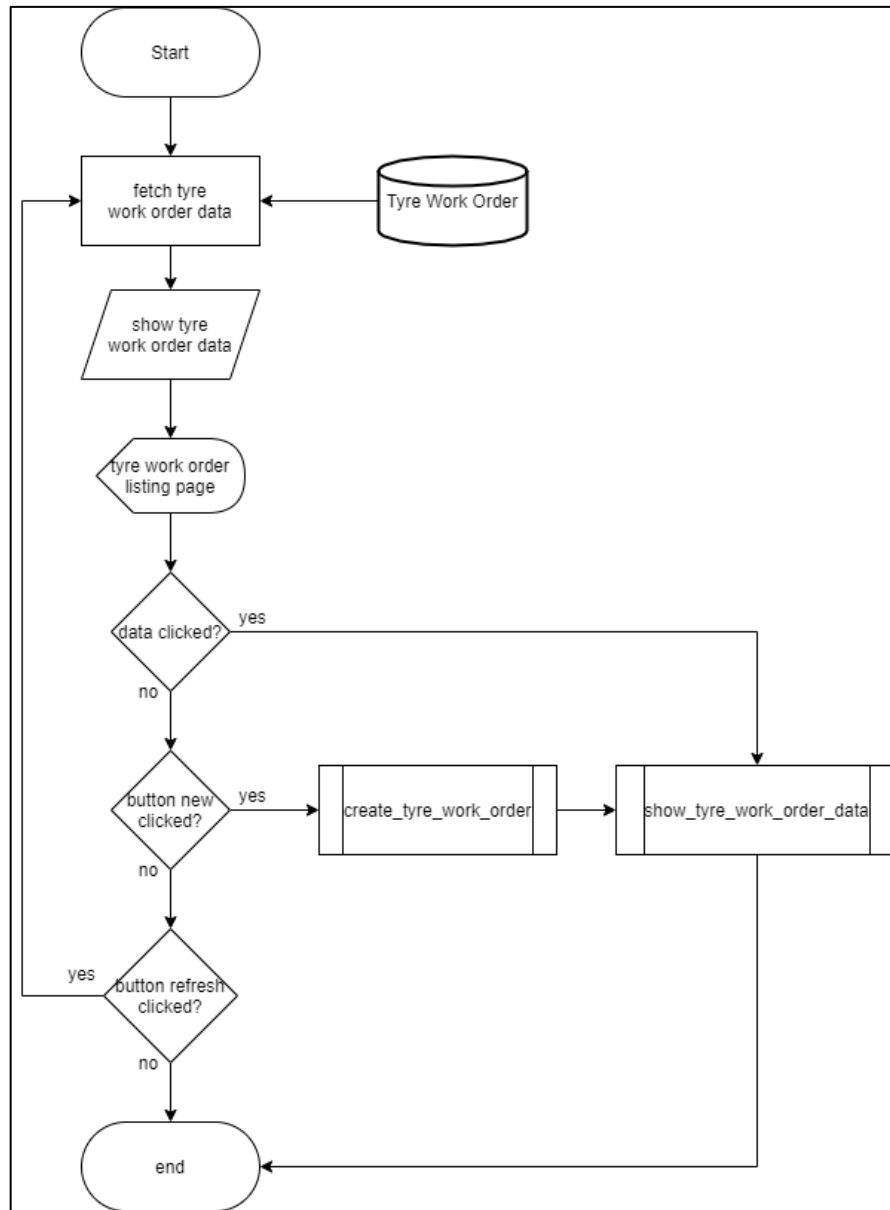 Start
fetch tyre
work order data
Tyre Work Order
show tyre
work order data
tyre work order
listing page
data clicked?
yes
no
button new
clicked?
yes
create_tyre_work_order
show_tyre_work_order_data
no
button refresh
clicked?
yes
no
end